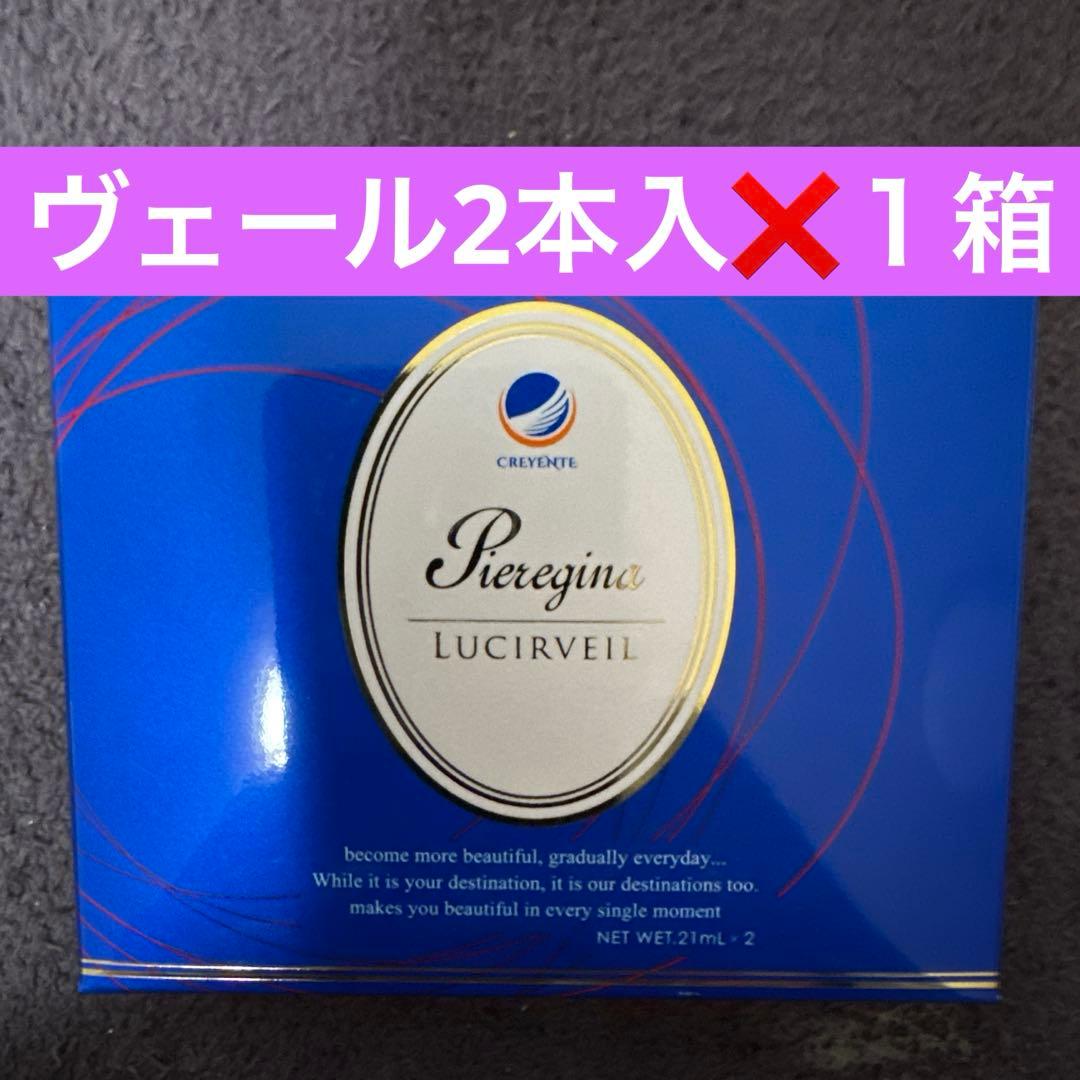 ヴェール2本入❌１箱
CREYENTE
Pieregina
LUCIRVEIL
become more beautiful, gradually everyday...
While it is your destination, it is our destinations too.
makes you beautiful in every single moment
NET WET.21mL × 2